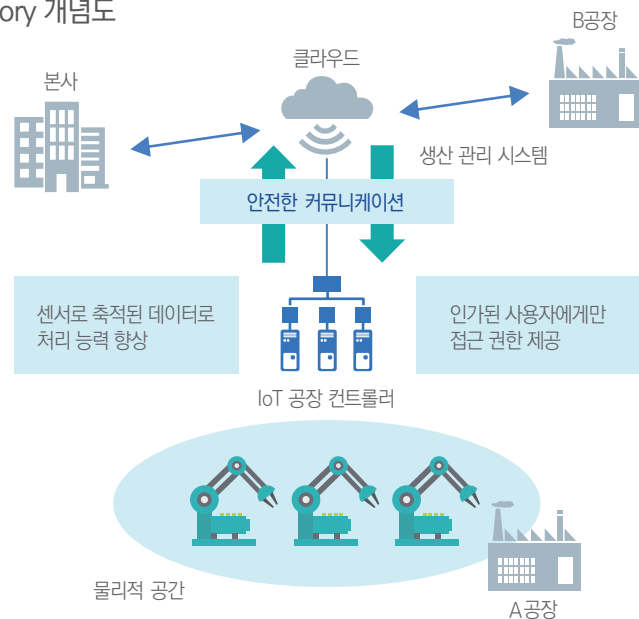 ory 개념도
B공장
클라우드
본사
생산 관리 시스템
안전한 커뮤니케이션
센서로 축적된 데이터로
처리 능력 향상
인가된 사용자에게만
접근 권한 제공
IoT 공장 컨트롤러
물리적 공간
A공장